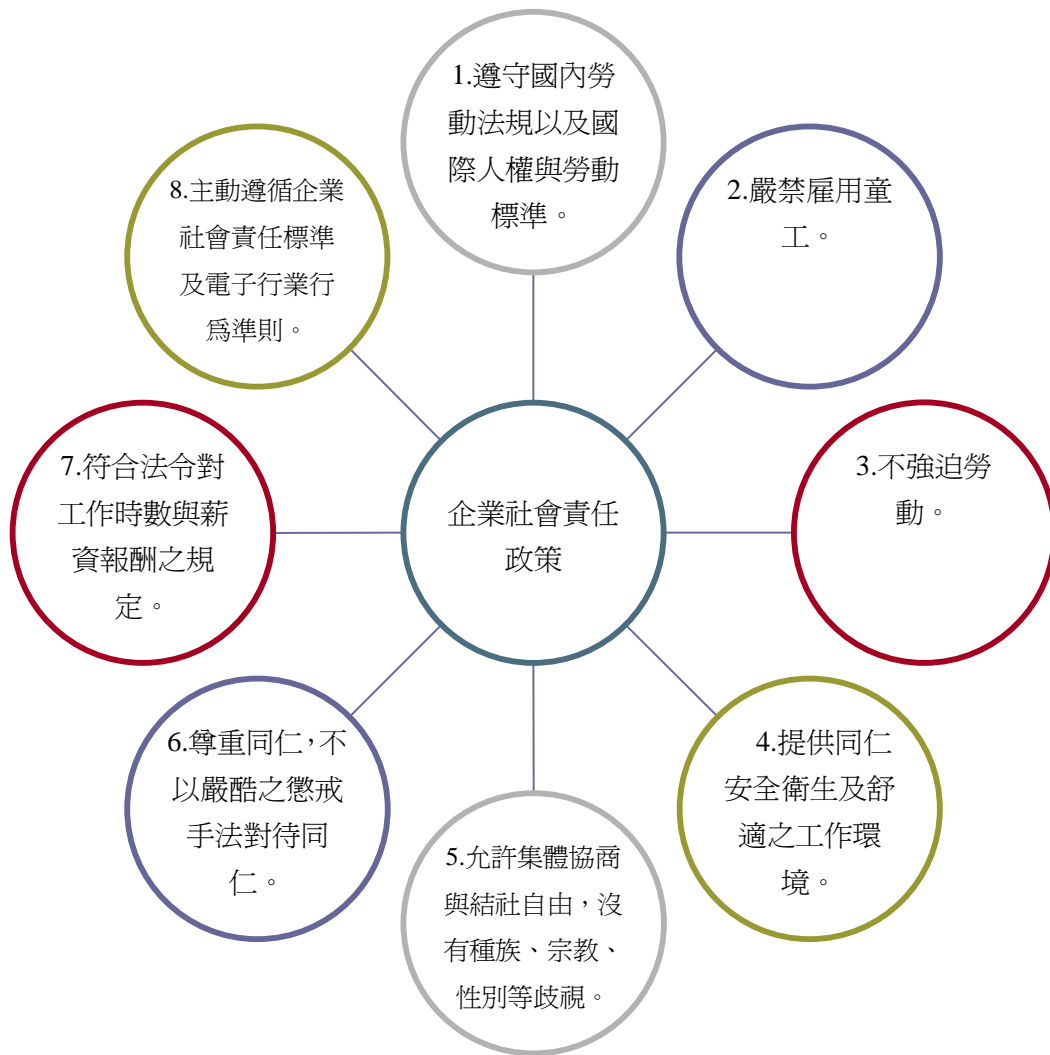 1.遵守國內勞
動法規以及國
際人權與勞動
標準。
2.嚴禁雇用童
工。
3.不強迫勞
動。
4.提供同仁
安全衛生及舒
適之工作環
境。
5.允許集體協商
與結社自由，沒
有種族、宗教、
性別等歧視。
6.尊重同仁，不
以嚴酷之懲戒
手法對待同
仁。
7.符合法令對
工作時數與薪
資報酬之規
定。
8.主動遵循企業
社會責任標準
及電子行業行
為準則。
企業社會責任
政策